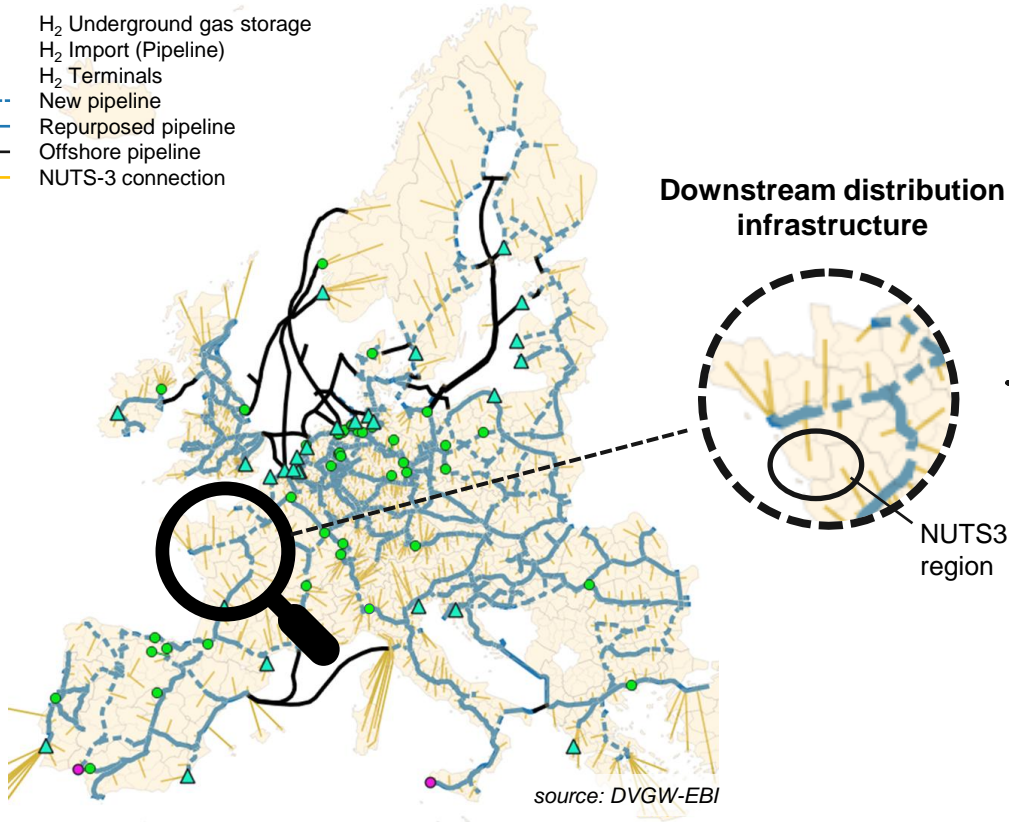 H₂ Underground gas storage
H₂ Import (Pipeline)
H₂ Terminals
New pipeline
Repurposed pipeline
Offshore pipeline
NUTS-3 connection
Downstream distribution
infrastructure
NUTS3
region
source: DVGW-EBI